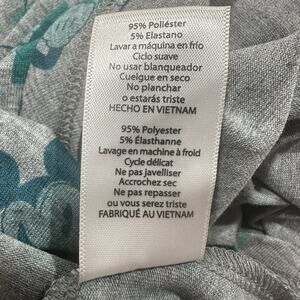 95% Poliéster
5% Elastano
Lavar a máquina en frío
Ciclo suave
No usar blanqueador
Cuelgue en seco
No planchar
o estarás triste
HECHO EN VIETNAM
95% Polyester
5% Élasthanne
Lavage en machine à froid
Cycle délicat
Ne pas javelliser
Accrochez sec
Ne pas repasser
ou vous serez triste
FABRIQUÉ AU VIETNAM